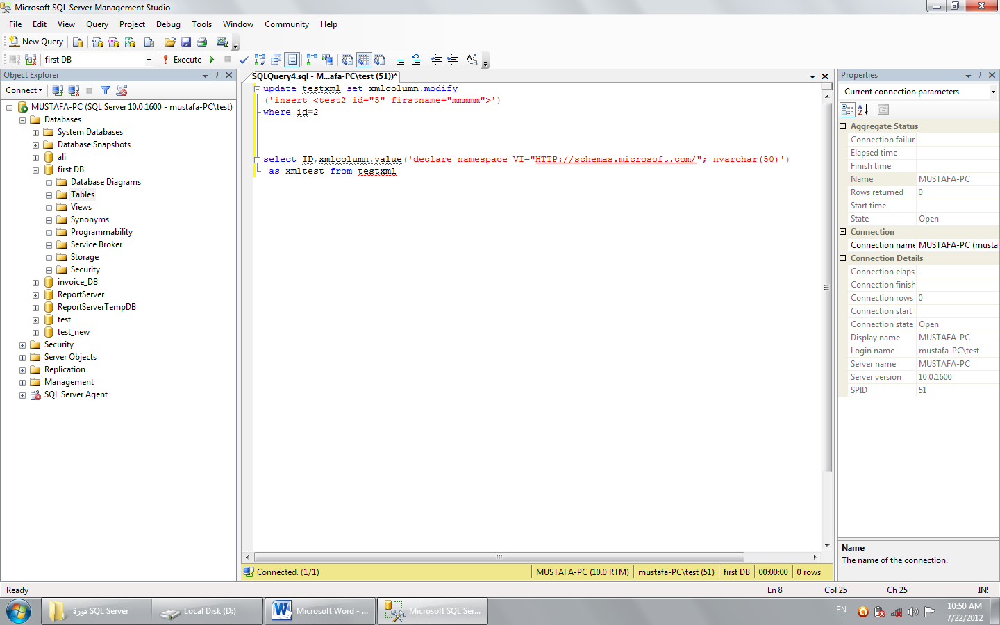 Microsoft SQL Server Management Studio
File Edit View Query Project Debug Tools Window Community Help
New Query
first DB Execute
Object Explorer
Connect
MUSTAFA-PC (SQL Server 10.0.1600 - mustafa-PC\test)
Databases
System Databases
Database Snapshots
ali
first DB
Database Diagrams
Tables
Views
Synonyms
Programmability
Service Broker
Storage
Security
invoice_DB
ReportServer
ReportServerTempDB
test
test_new
Security
Server Objects
Replication
Management
SQL Server Agent
SQLQuery4.sql - M...afa-PC\test (51))*
update testxml set xmlcolumn.modify
('insert <test2 id="5" firstname="mmmmm">')
where id=2
select ID,xmlcolumn.value('declare namespace VI="HTTP://schemas.microsoft.com/"; nvarchar(50)')
as xmltest from testxml
Connected. (1/1)
MUSTAFA-PC (10.0 RTM) mustafa-PC\test (51) first DB 00:00:00 0 rows
Properties
Current connection parameters
Aggregate Status
Connection failur
Elapsed time
Finish time
Name MUSTAFA-PC
Rows returned 0
Start time
State Open
Connection
Connection name MUSTAFA-PC (mustaf
Connection Details
Connection elaps
Connection finish
Connection rows 0
Connection start t
Connection state Open
Display name MUSTAFA-PC
Login name mustafa-PC\test
Server name MUSTAFA-PC
Server version 10.0.1600
SPID 51
Name
The name of the connection.
Ready Ln 8 Col 25 Ch 25 INS
دورة SQL Server
Local Disk (D:)
Microsoft Word - ...
Microsoft SQL Ser...
EN
10:50 AM
7/22/2012